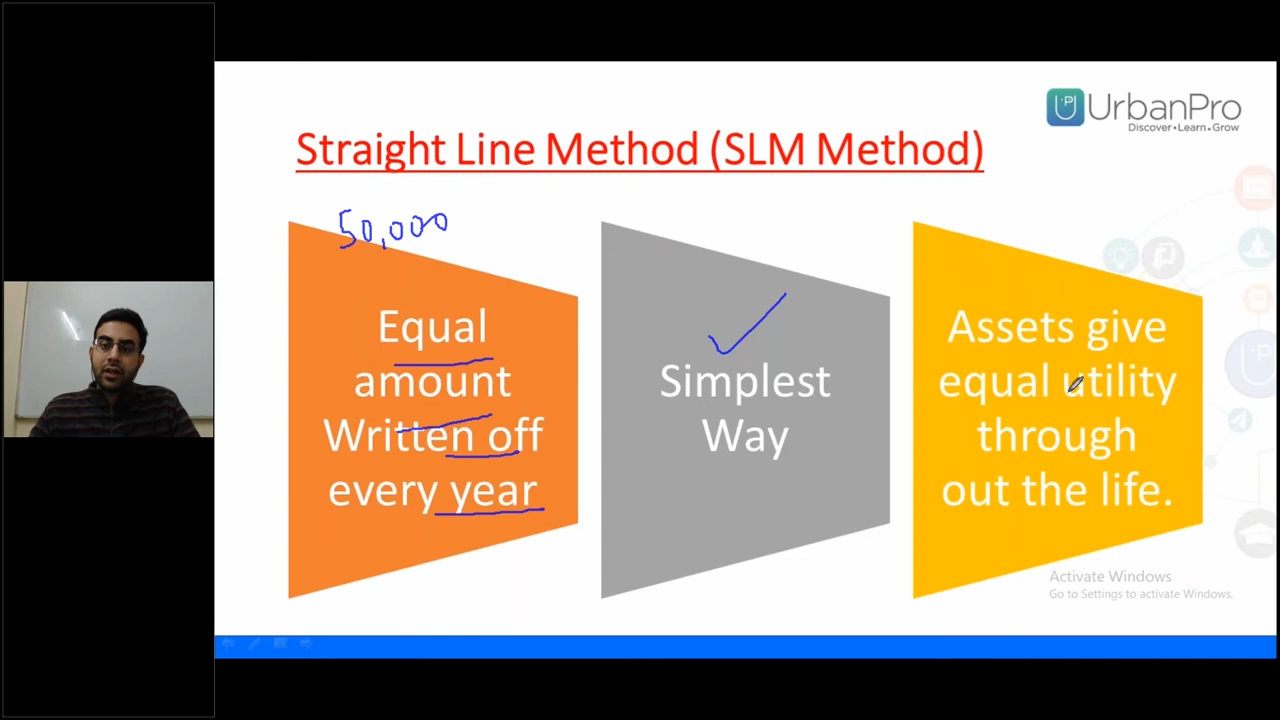 UrbanPro
Discover • Learn • Grow
Straight Line Method (SLM Method)
50,000
Equal
amount
Written off
every year
Simplest
Way
Assets give
equal utility
through
out the life.
Activate Windows
Go to Settings to activate Windows.